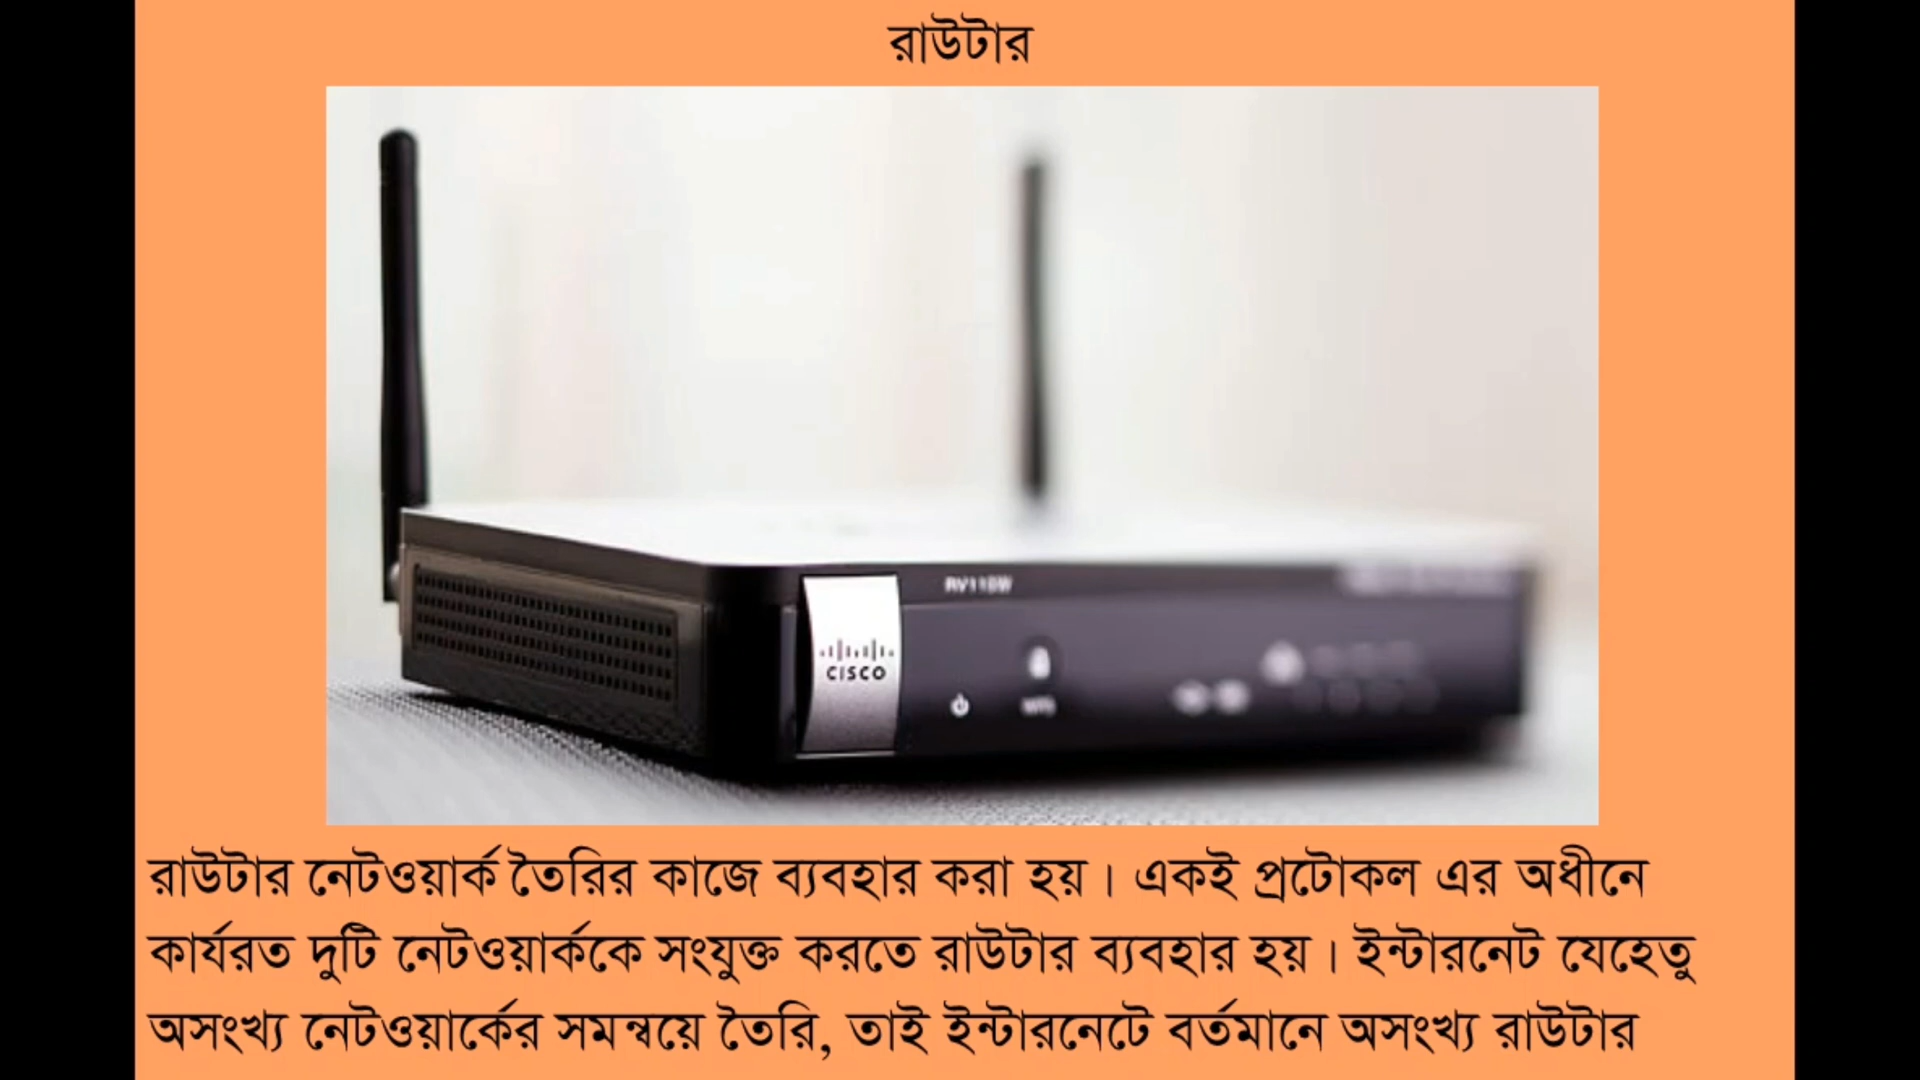 রাউটার
RV110W
CISCO
রাউটার নেটওয়ার্ক তৈরির কাজে ব্যবহার করা হয়। একই প্রটোকল এর অধীনে
কার্যরত দুটি নেটওয়ার্ককে সংযুক্ত করতে রাউটার ব্যবহার হয়। ইন্টারনেট যেহেতু
অসংখ্য নেটওয়ার্কের সমন্বয়ে তৈরি, তাই ইন্টারনেটে বর্তমানে অসংখ্য রাউটার